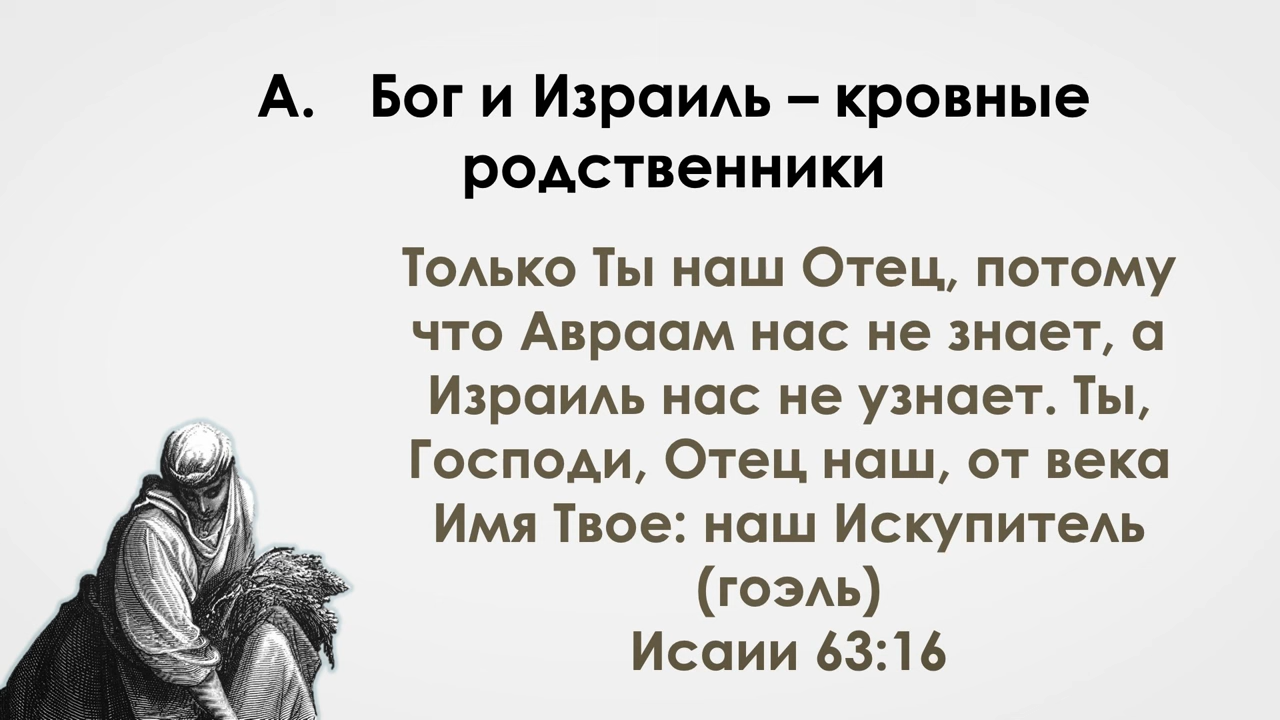 А. Бог и Израиль – кровные
родственники
Только Ты наш Отец, потому
что Авраам нас не знает, а
Израиль нас не узнает. Ты,
Господи, Отец наш, от века
Имя Твое: наш Искупитель
(гоэль)
Исаии 63:16